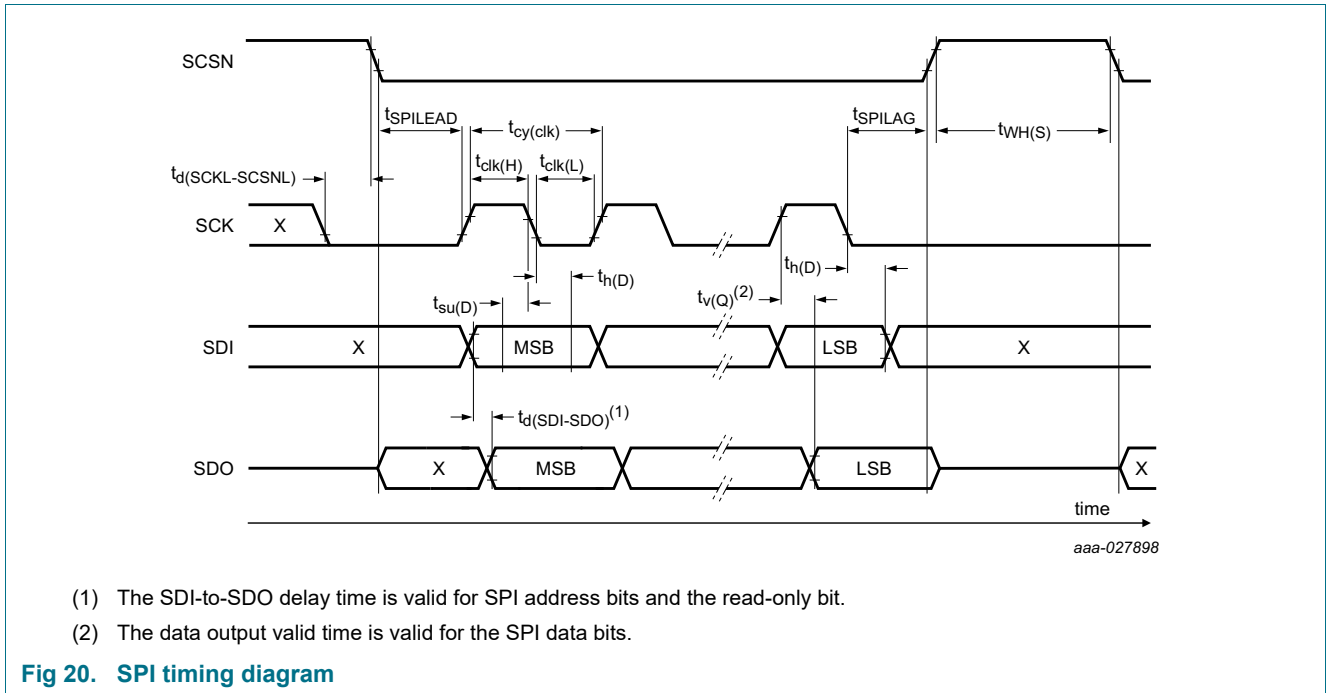 SCSN
tSPILEAD
tcy(clk)
tSPILAG
tWH(S)
tclk(H)
tclk(L)
td(SCKL-SCSNL)
SCK
X
th(D)
th(D)
tsu(D)
tv(Q)(2)
SDI
X
MSB
LSB
X
td(SDI-SDO)(1)
SDO
X
MSB
LSB
X
time
aaa-027898
(1) The SDI-to-SDO delay time is valid for SPI address bits and the read-only bit.
(2) The data output valid time is valid for the SPI data bits.
Fig 20. SPI timing diagram